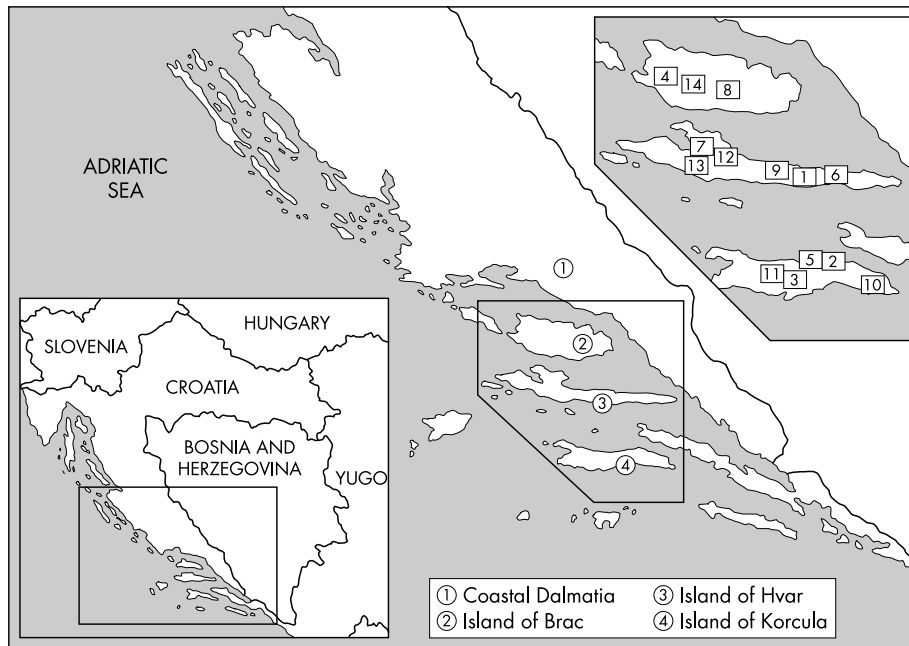 4
14
8
7
12
13
9
1
6
5
2
11
3
10
ADRIATIC
SEA
①
②
③
④
HUNGARY
SLOVENIA
CROATIA
BOSNIA AND
HERZEGOVINA
YUGO
① Coastal Dalmatia
② Island of Brac
③ Island of Hvar
④ Island of Korcula